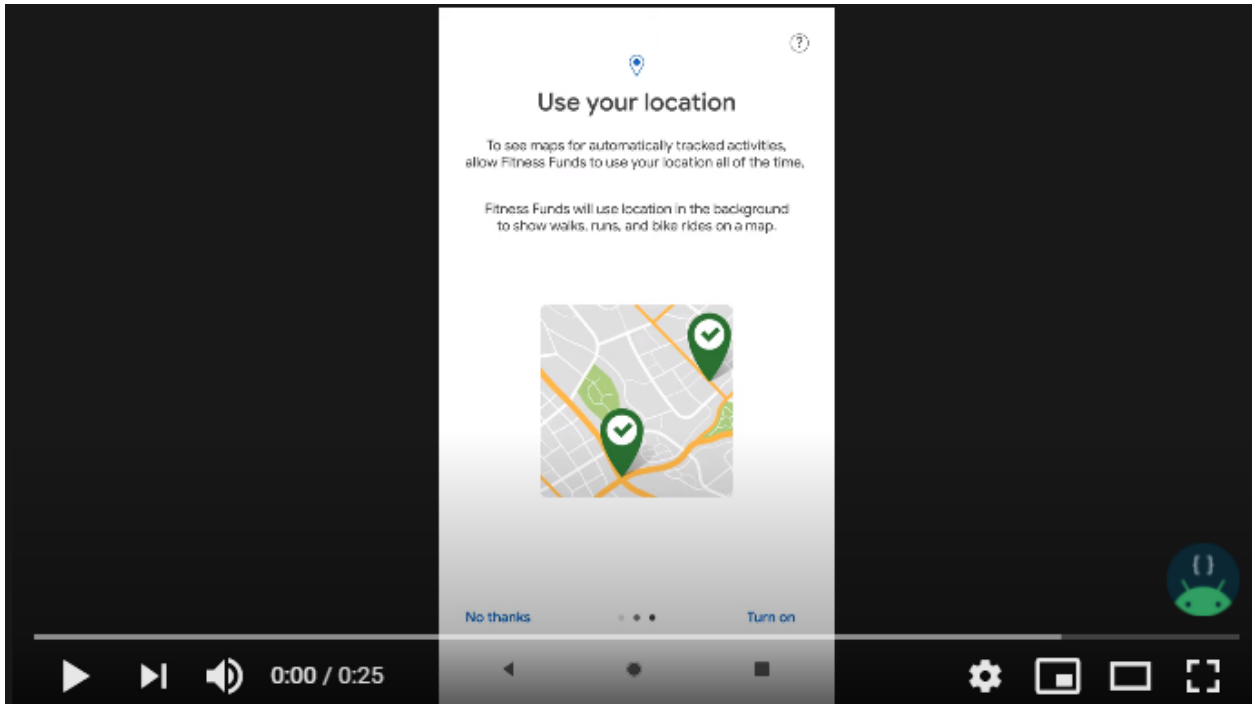 ?
Use your location
To see maps for automatically tracked activities,
allow Fitness Funds to use your location all of the time.
Fitness Funds will use location in the background
to show walks, runs, and bike rides on a map.
{ }
No thanks
Turn on
0:00 / 0:25